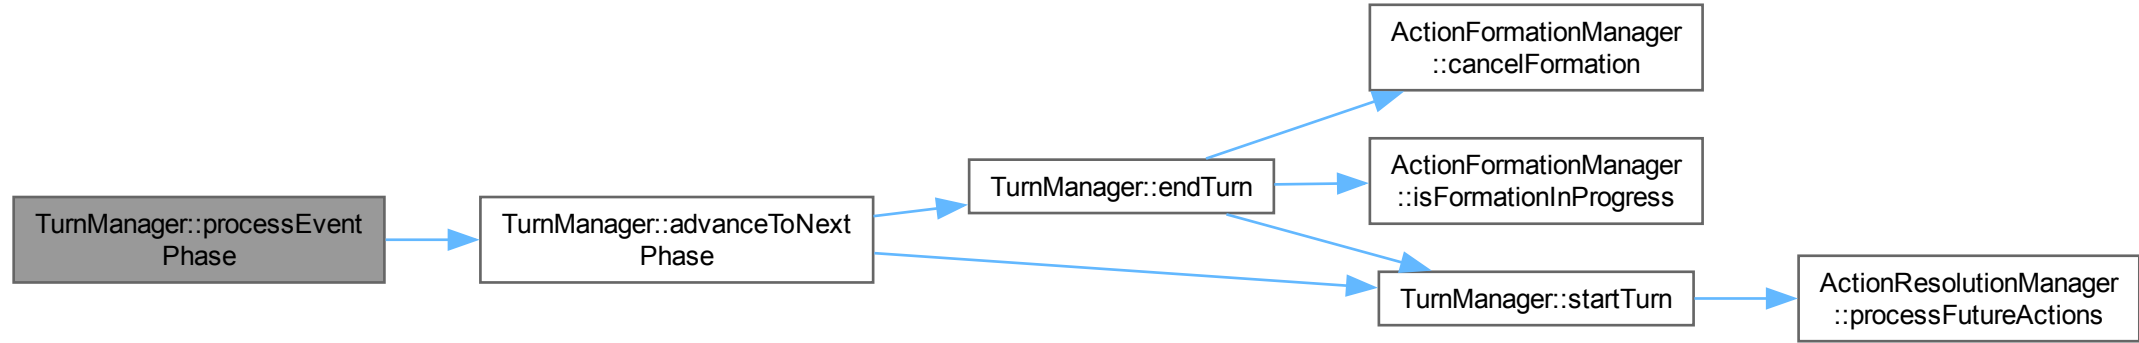 TurnManager::processEvent
Phase
TurnManager::advanceToNext
Phase
TurnManager::endTurn
ActionFormationManager
::cancelFormation
ActionFormationManager
::isFormationInProgress
TurnManager::startTurn
ActionResolutionManager
::processFutureActions